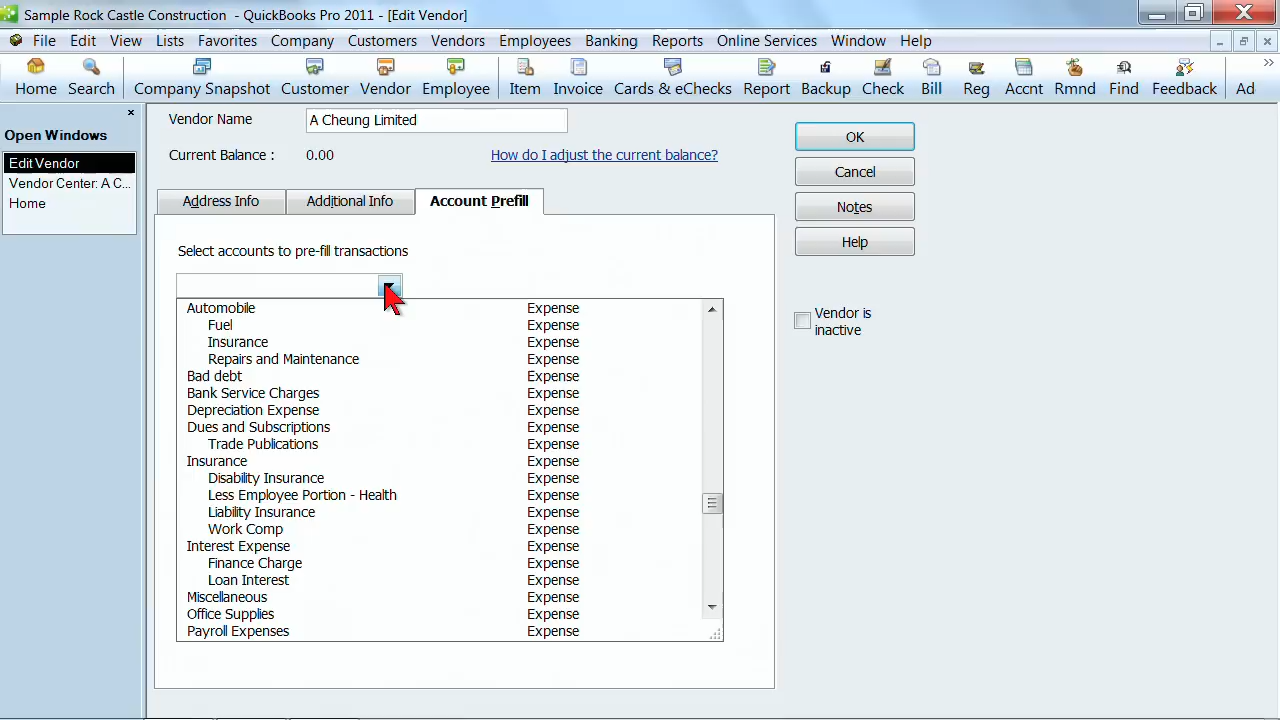 Sample Rock Castle Construction - QuickBooks Pro 2011 - [Edit Vendor]
File Edit View Lists Favorites Company Customers Vendors Employees Banking Reports Online Services Window Help
Home Search Company Snapshot Customer Vendor Employee Item Invoice Cards & eChecks Report Backup Check Bill Reg Accnt Rmnd Find Feedback Ad
Open Windows
Edit Vendor
Vendor Center: A C...
Home
Vendor Name A Cheung Limited
Current Balance : 0.00 How do I adjust the current balance?
Address Info Additional Info Account Prefill
Select accounts to pre-fill transactions
Automobile Expense
Fuel Expense
Insurance Expense
Repairs and Maintenance Expense
Bad debt Expense
Bank Service Charges Expense
Depreciation Expense Expense
Dues and Subscriptions Expense
Trade Publications Expense
Insurance Expense
Disability Insurance Expense
Less Employee Portion - Health Expense
Liability Insurance Expense
Work Comp Expense
Interest Expense Expense
Finance Charge Expense
Loan Interest Expense
Miscellaneous Expense
Office Supplies Expense
Payroll Expenses Expense
OK
Cancel
Notes
Help
Vendor is
inactive